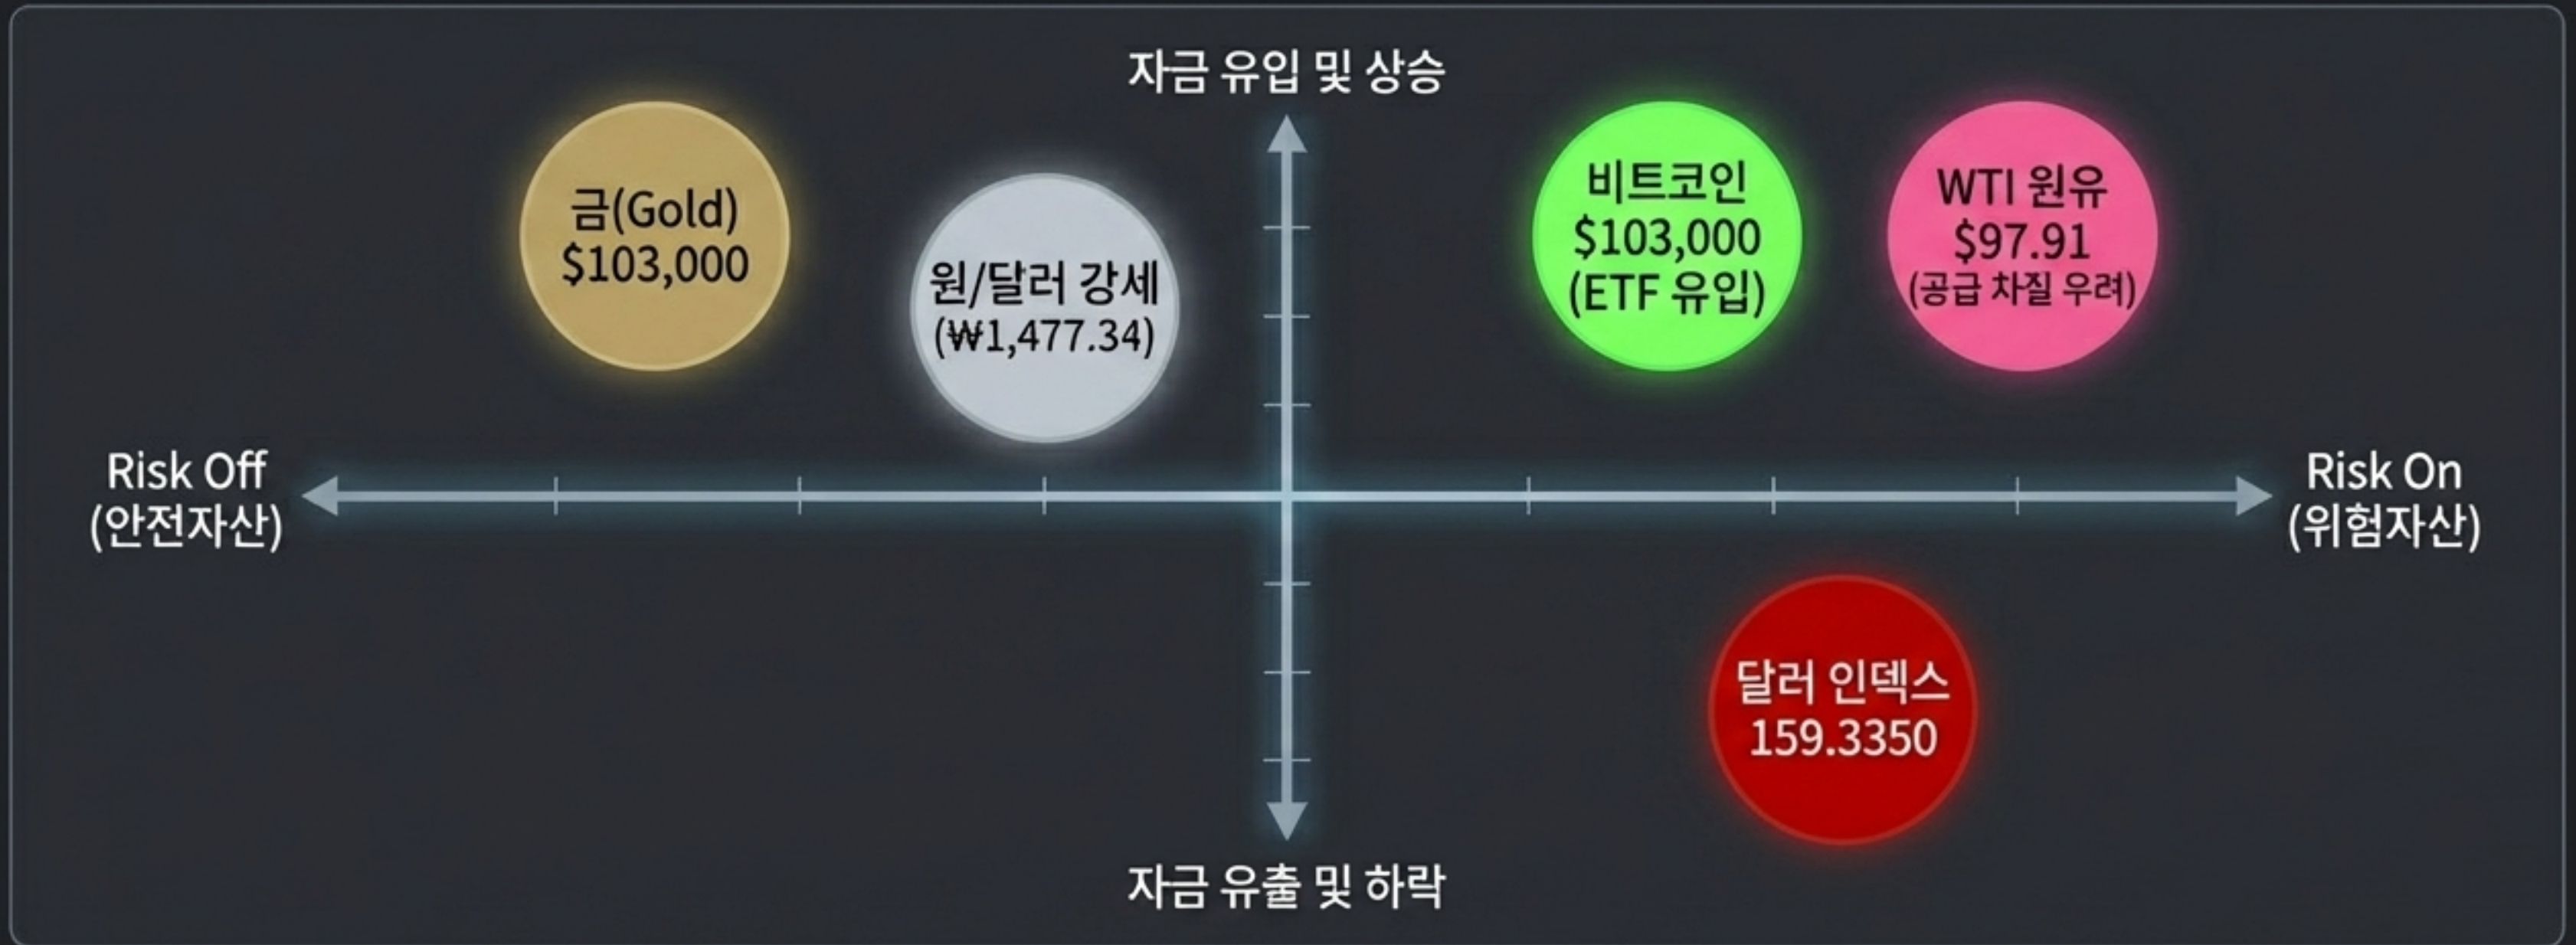 자금 유입 및 상승
금(Gold)
$103,000
원/달러 강세
(₩1,477.34)
비트코인
$103,000
(ETF 유입)
WTI 원유
$97.91
(공급 차질 우려)
Risk Off
(안전자산)
Risk On
(위험자산)
달러 인덱스
159.3350
자금 유출 및 하락